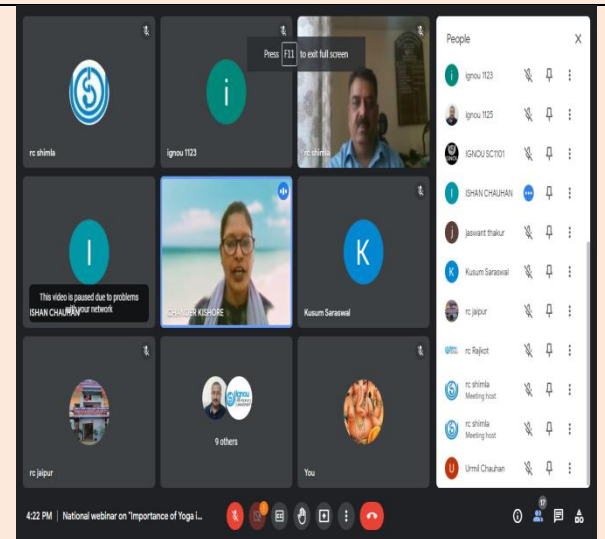 Press F11 to exit full screen
rc shimla
i
ignou 1123
rc shimla
I
This video is paused due to problems
with your network
ISHAN CHAUHAN
CHANDER KISHORE
K
Kusum Saraswal
rc jaipur
ignou
9 others
You
People
i ignou 1123
ignou 1125
IGNOU SC1101
I ISHAN CHAUHAN
j jaswant thakur
K Kusum Saraswal
rc jaipur
rc Rajkot
rc shimla
Meeting host
rc shimla
Meeting host
U Urmil Chauhan
4:22 PM | National webinar on "Importance of Yoga i...
17